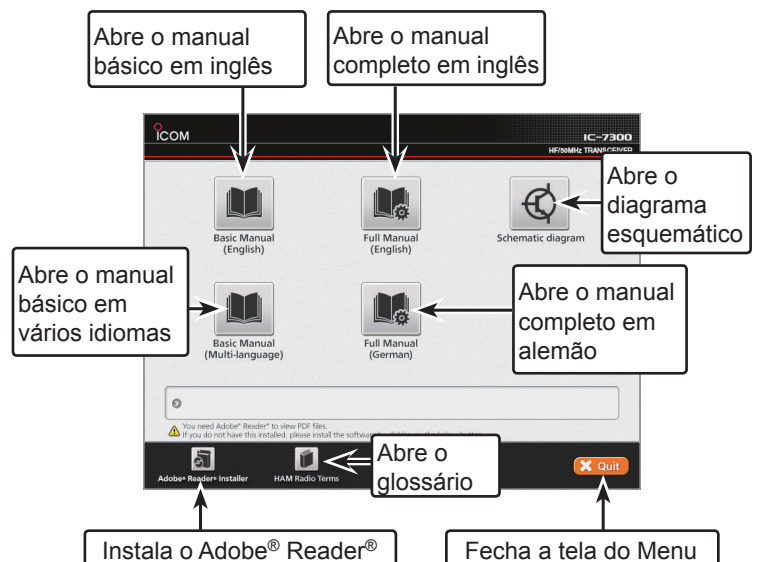 Abre o manual
básico em inglês
Abre o manual
completo em inglês
ICOM
IC-7300
HF/50MHz TRANSCEIVER
Abre o
diagrama
esquemático
Basic Manual
(English)
Full Manual
(English)
Schematic diagram
Abre o manual
básico em
vários idiomas
Abre o manual
completo em
alemão
Basic Manual
(Multi-language)
Full Manual
(German)
You need Adobe® Reader® to view PDF files.
If you do not have this installed, please install the software
Abre o
glossário
Adobe® Reader® Installer
HAM Radio Terms
Quit
Instala o Adobe® Reader®
Fecha a tela do Menu